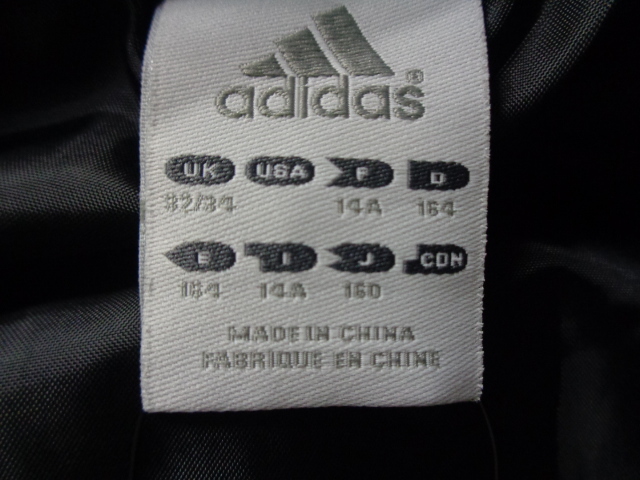 adidas®
UK USA F D
32/34 14A 164
E I J CDN
164 14A 160
MADE IN CHINA
FABRIQUE EN CHINE